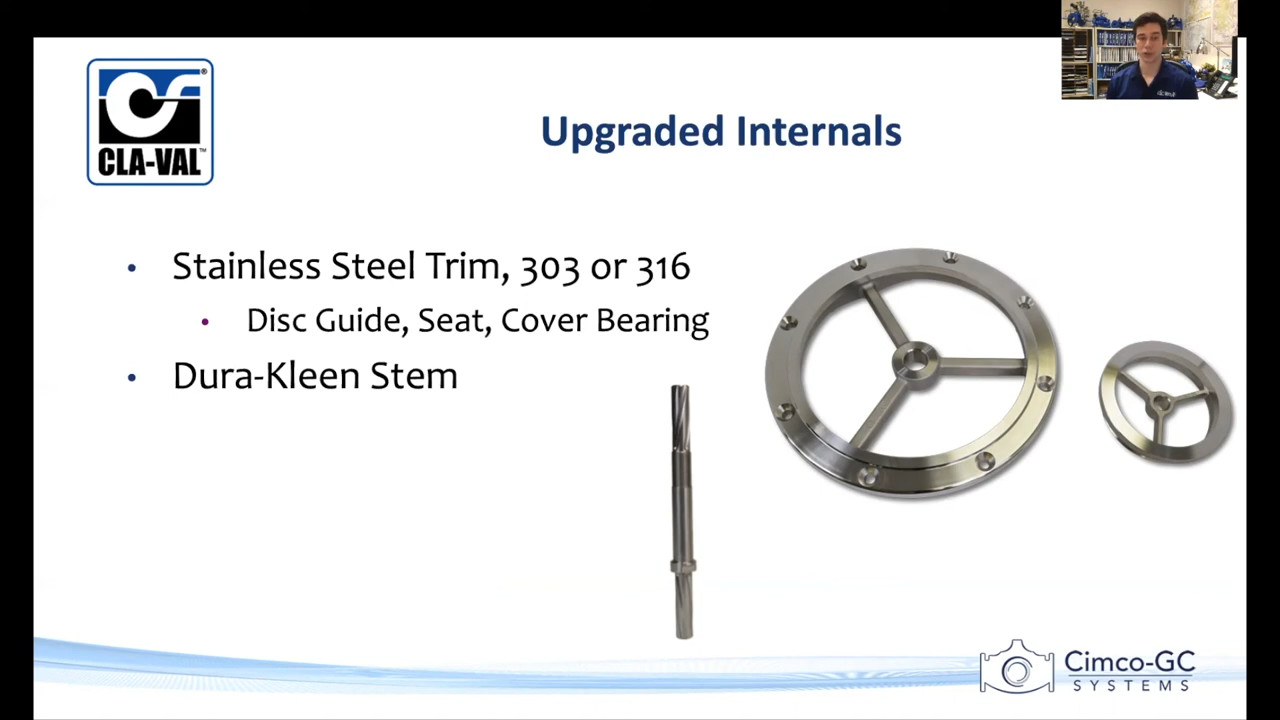 CLA-VAL™
®
Upgraded Internals
• Stainless Steel Trim, 303 or 316
• Disc Guide, Seat, Cover Bearing
• Dura-Kleen Stem
Cimco-GC
SYSTEMS